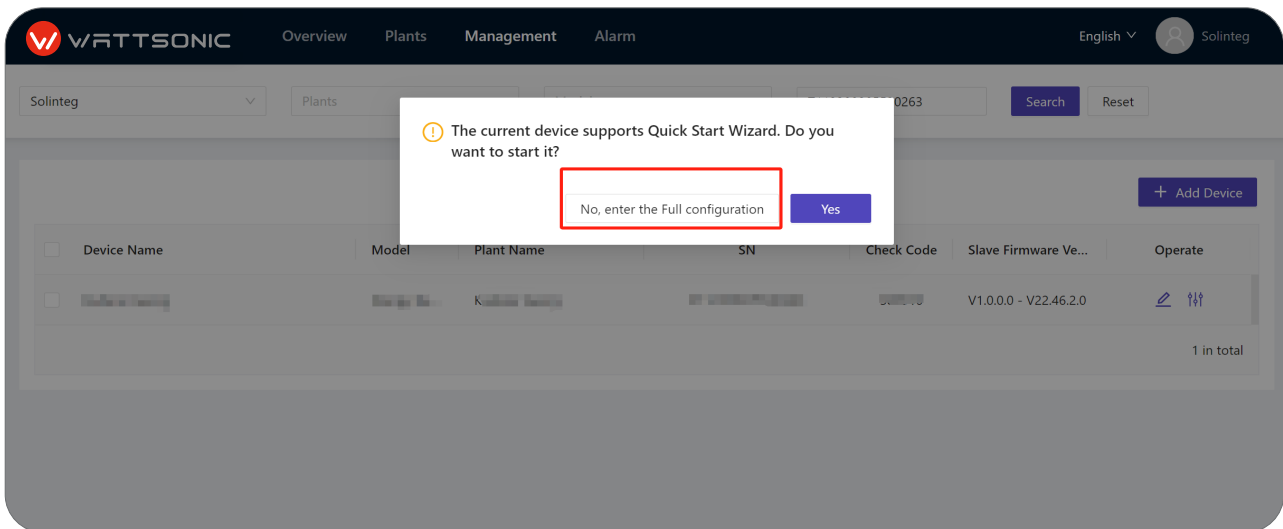 WATTSONIC
Overview Plants Management Alarm
English
Solinteg
Solinteg
Plants
0263
Search
Reset
The current device supports Quick Start Wizard. Do you
want to start it?
No, enter the Full configuration
Yes
+ Add Device
Device Name Model Plant Name SN Check Code Slave Firmware Ve... Operate
V1.0.0.0 - V22.46.2.0
1 in total